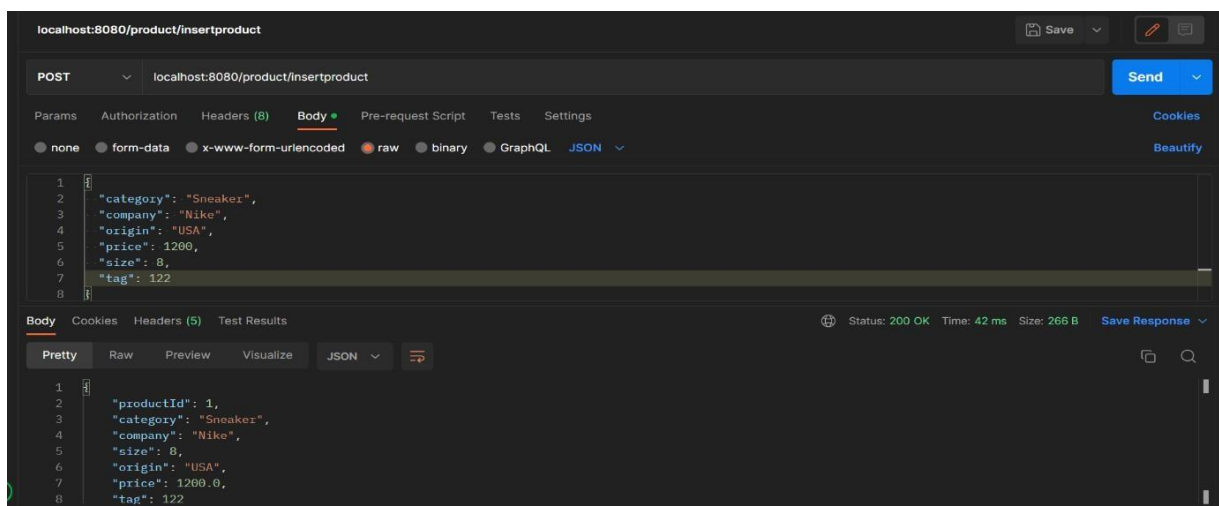 localhost:8080/product/insertproduct Save
POST localhost:8080/product/insertproduct Send
Params Authorization Headers (8) Body Pre-request Script Tests Settings Cookies
none form-data x-www-form-urlencoded raw binary GraphQL JSON Beautify
1 {
2 "category": "Sneaker",
3 "company": "Nike",
4 "origin": "USA",
5 "price": 1200,
6 "size": 8,
7 "tag": 122
8 }
Body Cookies Headers (5) Test Results Status: 200 OK Time: 42 ms Size: 266 B Save Response
Pretty Raw Preview Visualize JSON
1 {
2 "productId": 1,
3 "category": "Sneaker",
4 "company": "Nike",
5 "size": 8,
6 "origin": "USA",
7 "price": 1200.0,
8 "tag": 122